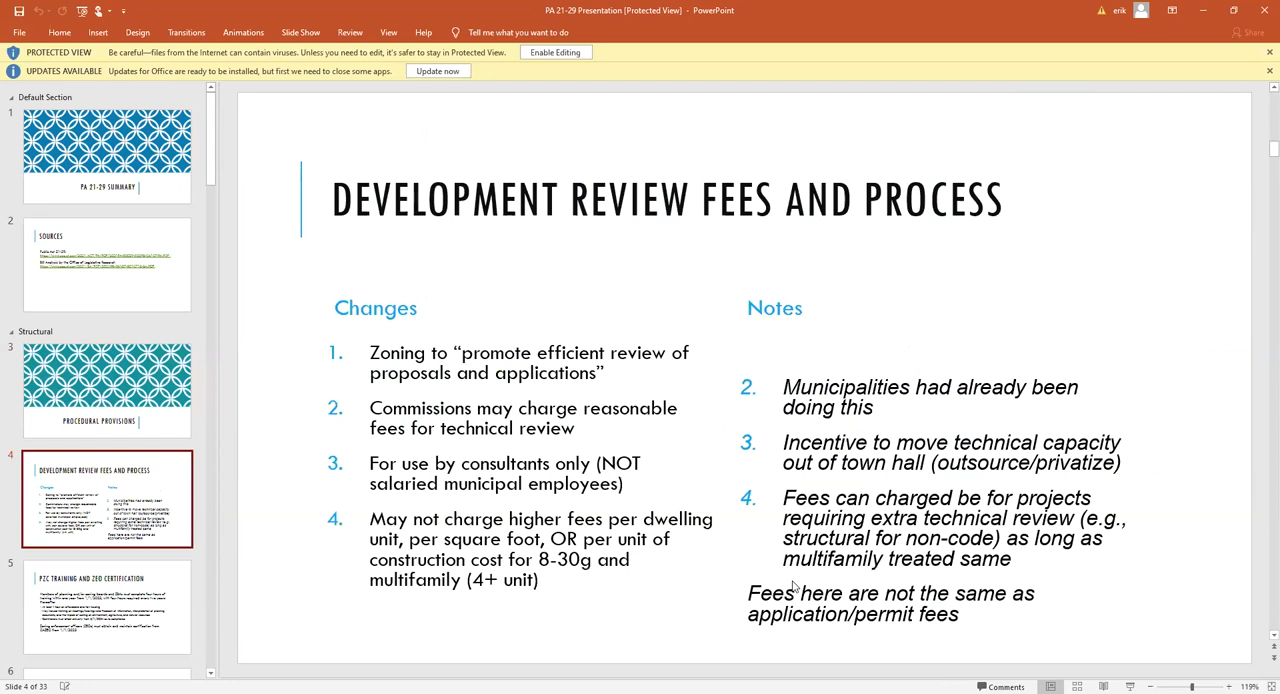 PA 21-29 Presentation [Protected View] - PowerPoint
erik
File Home Insert Design Transitions Animations Slide Show Review View Help Tell me what you want to do
Share
PROTECTED VIEW Be careful—files from the Internet can contain viruses. Unless you need to edit, it's safer to stay in Protected View. Enable Editing
UPDATES AVAILABLE Updates for Office are ready to be installed, but first we need to close some apps. Update now
Default Section
1
PA 21-29 SUMMARY
2
SOURCES
Structural
3
PROCEDURAL PROVISIONS
4
DEVELOPMENT REVIEW FEES AND PROCESS
5
PZC TRAINING AND ZEO CERTIFICATION
6
DEVELOPMENT REVIEW FEES AND PROCESS
Changes
1. Zoning to “promote efficient review of
proposals and applications”
2. Commissions may charge reasonable
fees for technical review
3. For use by consultants only (NOT
salaried municipal employees)
4. May not charge higher fees per dwelling
unit, per square foot, OR per unit of
construction cost for 8-30g and
multifamily (4+ unit)
Notes
2. Municipalities had already been
doing this
3. Incentive to move technical capacity
out of town hall (outsource/privatize)
4. Fees can charged be for projects
requiring extra technical review (e.g.,
structural for non-code) as long as
multifamily treated same
Fees here are not the same as
application/permit fees
Slide 4 of 33
Comments
119%